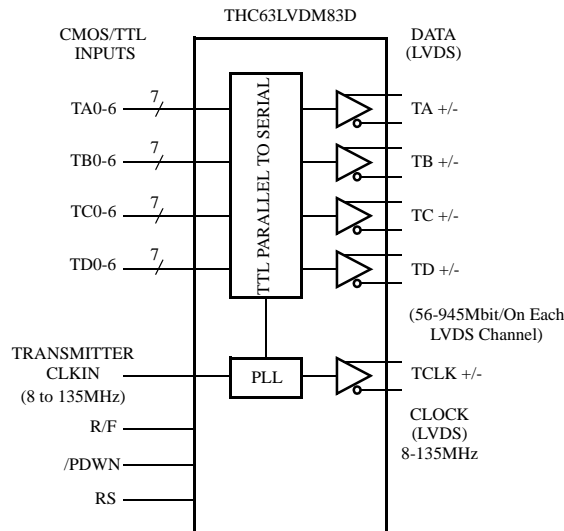 THC63LVDM83D
CMOS/TTL
INPUTS
DATA
(LVDS)
TTL PARALLEL TO SERIAL
TA0-6
7
TA +/-
TB0-6
7
TB +/-
TC0-6
7
TC +/-
TD0-6
7
TD +/-
(56-945Mbit/On Each
LVDS Channel)
TRANSMITTER
CLKIN
(8 to 135MHz)
PLL
TCLK +/-
CLOCK
(LVDS)
8-135MHz
R/F
/PDWN
RS